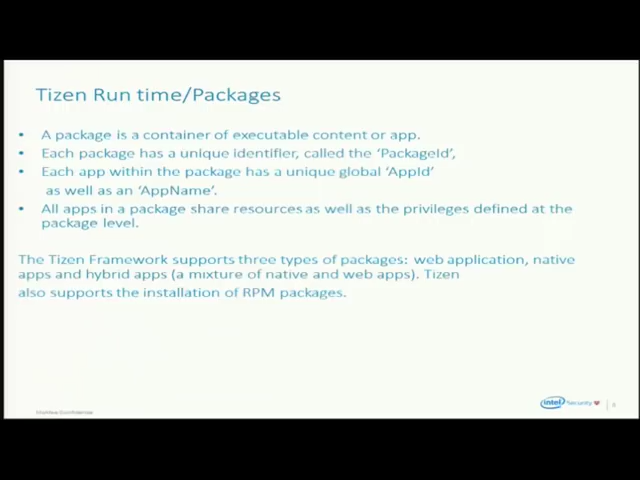 Tizen Run time/Packages
• A package is a container of executable content or app.
• Each package has a unique identifier, called the ‘PackageId’,
• Each app within the package has a unique global ‘AppId’
as well as an ‘AppName’.
• All apps in a package share resources as well as the privileges defined at the
package level.
The Tizen Framework supports three types of packages: web application, native
apps and hybrid apps (a mixture of native and web apps). Tizen
also supports the installation of RPM packages.
McAfee Confidential
intel Security